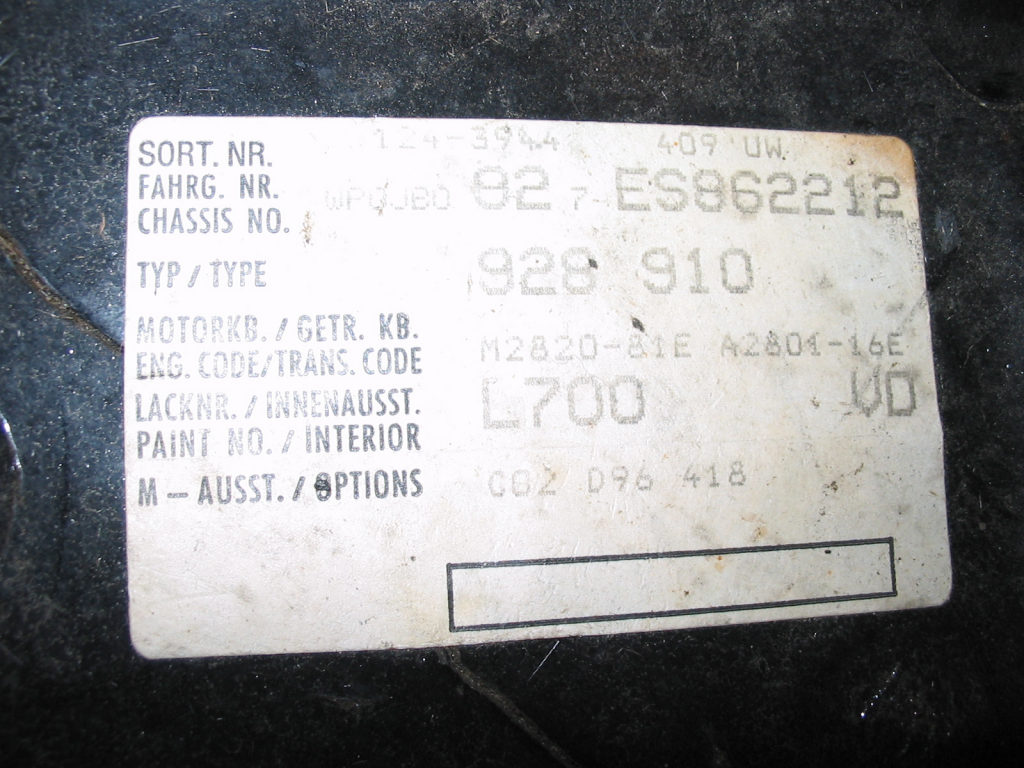 SORT. NR. 124-3944 409 UW
FAHRG. NR. WP0JB0 82 7 ES862212
CHASSIS NO.
TYP / TYPE 928 910
MOTORKB. / GETR. KB. M2820-81E A2801-16E
ENG. CODE/TRANS. CODE
LACKNR. / INNENAUSST. L700 VD
PAINT NO. / INTERIOR
M – AUSST. / OPTIONS C02 D96 418